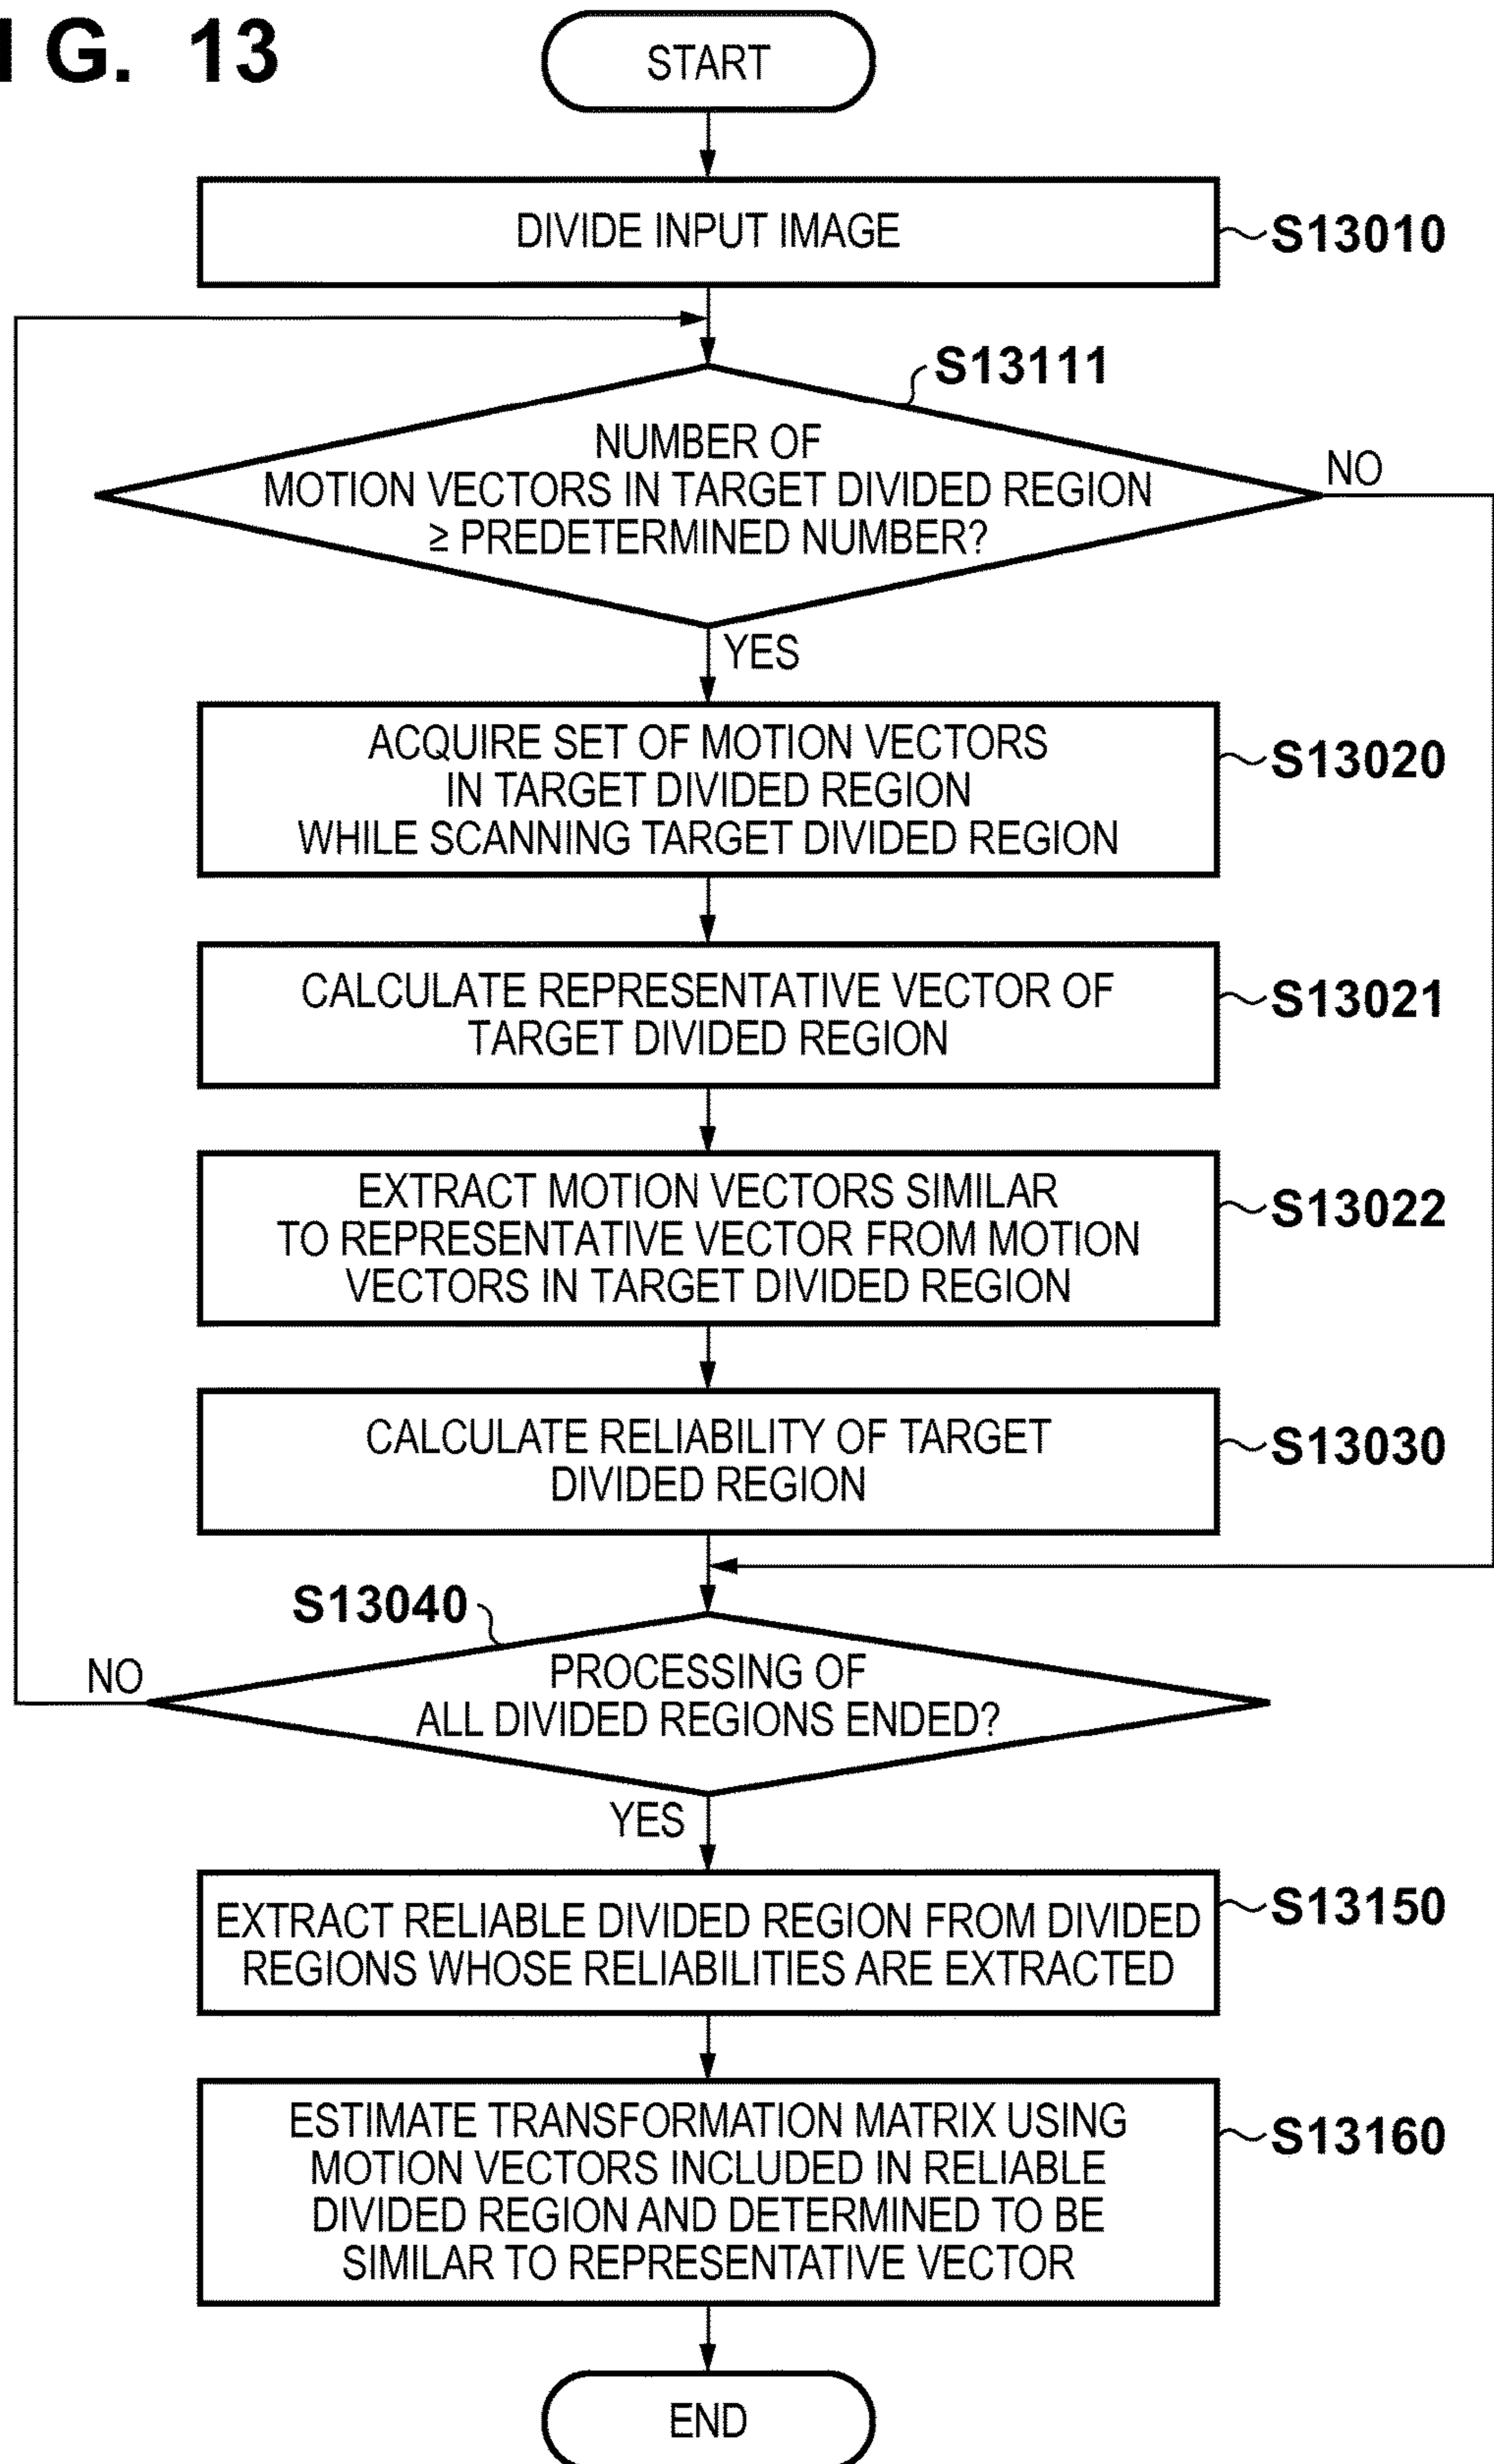 I G. 13
START
DIVIDE INPUT IMAGE
S13010
S13111
NUMBER OF
MOTION VECTORS IN TARGET DIVIDED REGION
≥ PREDETERMINED NUMBER?
NO
YES
ACQUIRE SET OF MOTION VECTORS
IN TARGET DIVIDED REGION
WHILE SCANNING TARGET DIVIDED REGION
S13020
CALCULATE REPRESENTATIVE VECTOR OF
TARGET DIVIDED REGION
S13021
EXTRACT MOTION VECTORS SIMILAR
TO REPRESENTATIVE VECTOR FROM MOTION
VECTORS IN TARGET DIVIDED REGION
S13022
CALCULATE RELIABILITY OF TARGET
DIVIDED REGION
S13030
S13040
NO
PROCESSING OF
ALL DIVIDED REGIONS ENDED?
YES
EXTRACT RELIABLE DIVIDED REGION FROM DIVIDED
REGIONS WHOSE RELIABILITIES ARE EXTRACTED
S13150
ESTIMATE TRANSFORMATION MATRIX USING
MOTION VECTORS INCLUDED IN RELIABLE
DIVIDED REGION AND DETERMINED TO BE
SIMILAR TO REPRESENTATIVE VECTOR
S13160
END